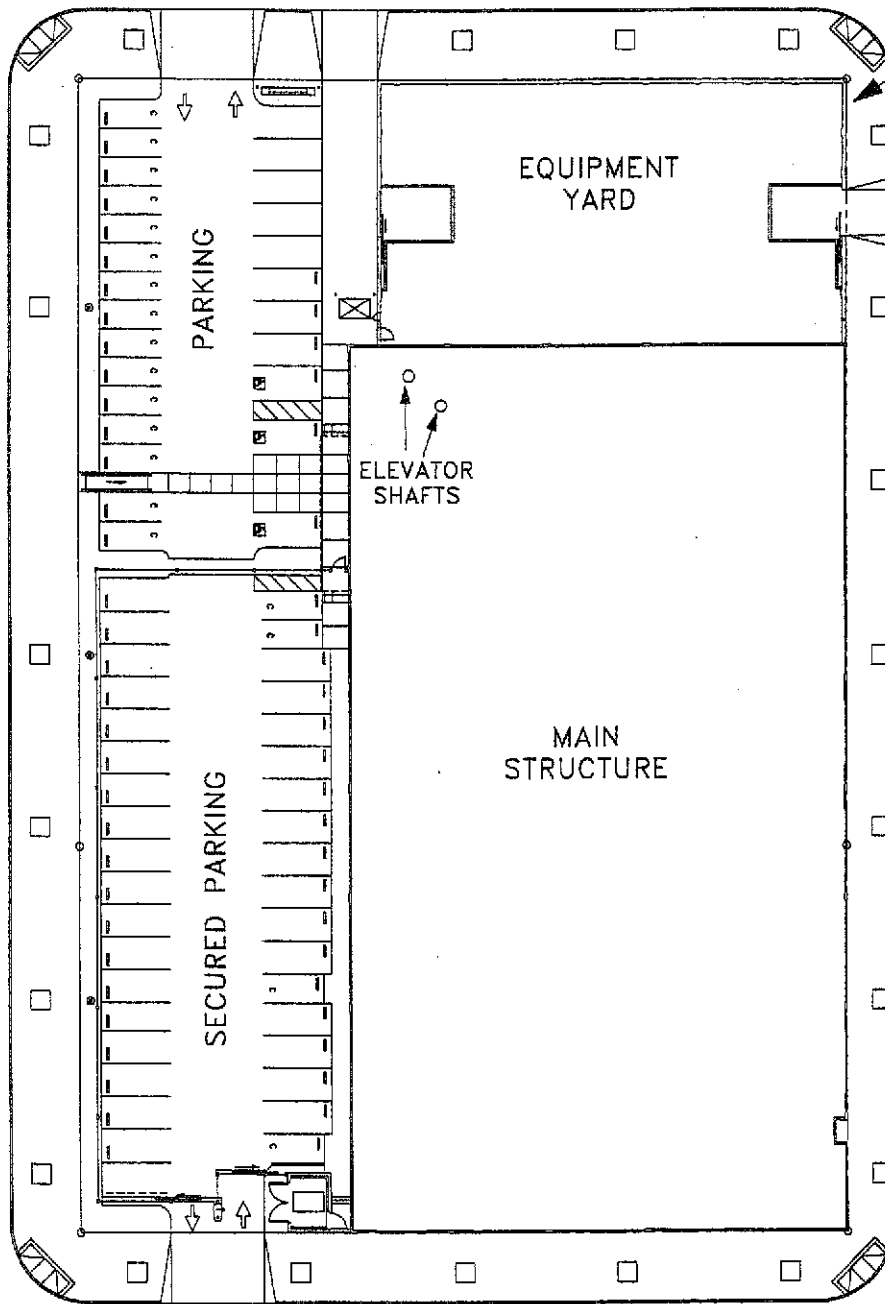 EQUIPMENT
YARD
PARKING
ELEVATOR
SHAFTS
MAIN
STRUCTURE
SECURED PARKING